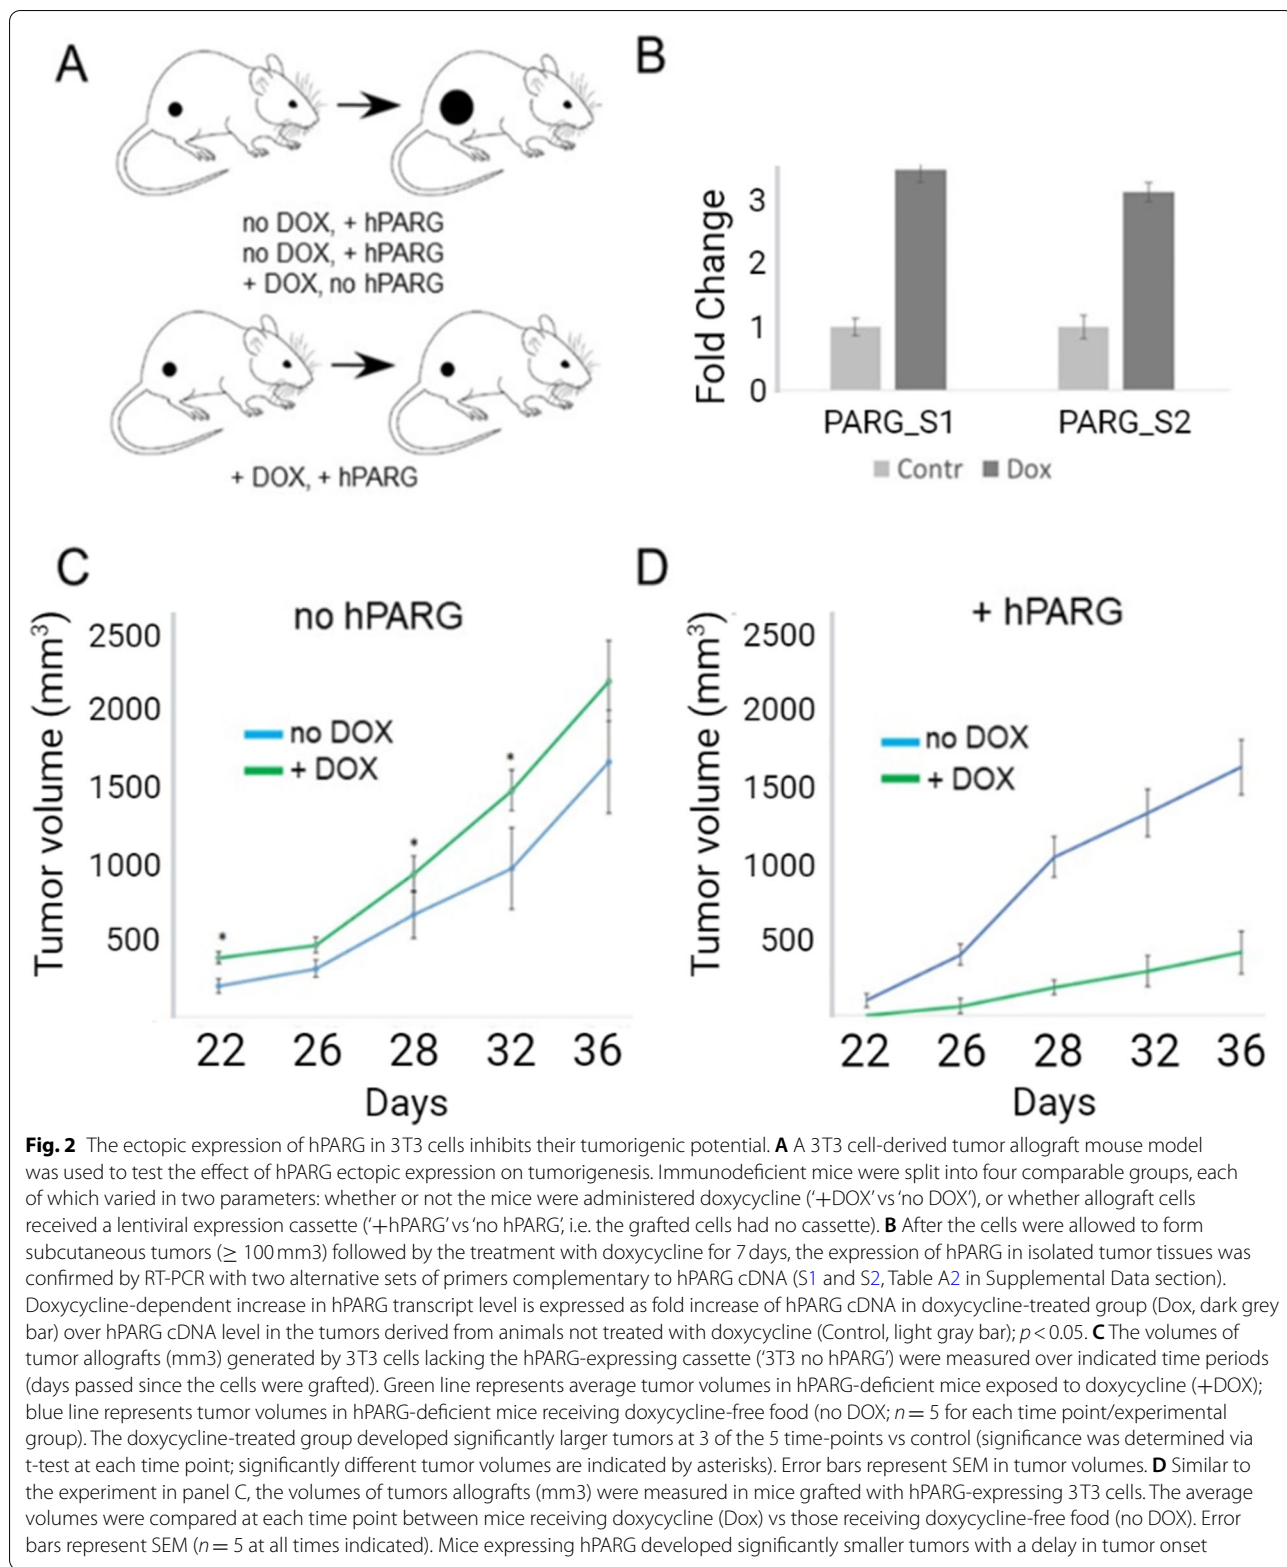 A
no DOX, + hPARG
no DOX, + hPARG
+ DOX, no hPARG
+ DOX, + hPARG
B
Fold Change
3
2
1
0
PARG_S1 PARG_S2
Contr Dox
C
no hPARG
Tumor volume (mm³)
2500
2000
1500
1000
500
no DOX
+ DOX
*
*
*
22 26 28 32 36
Days
D
+ hPARG
Tumor volume (mm³)
2500
2000
1500
1000
500
no DOX
+ DOX
22 26 28 32 36
Days
Fig. 2 The ectopic expression of hPARG in 3T3 cells inhibits their tumorigenic potential. A A 3T3 cell-derived tumor allograft mouse model
was used to test the effect of hPARG ectopic expression on tumorigenesis. Immunodeficient mice were split into four comparable groups, each
of which varied in two parameters: whether or not the mice were administered doxycycline (‘+DOX’ vs ‘no DOX’), or whether allograft cells
received a lentiviral expression cassette (‘+hPARG’ vs ‘no hPARG’, i.e. the grafted cells had no cassette). B After the cells were allowed to form
subcutaneous tumors (≥ 100 mm3) followed by the treatment with doxycycline for 7 days, the expression of hPARG in isolated tumor tissues was
confirmed by RT-PCR with two alternative sets of primers complementary to hPARG cDNA (S1 and S2, Table A2 in Supplemental Data section).
Doxycycline-dependent increase in hPARG transcript level is expressed as fold increase of hPARG cDNA in doxycycline-treated group (Dox, dark grey
bar) over hPARG cDNA level in the tumors derived from animals not treated with doxycycline (Control, light gray bar); p < 0.05. C The volumes of
tumor allografts (mm3) generated by 3T3 cells lacking the hPARG-expressing cassette (‘3T3 no hPARG’) were measured over indicated time periods
(days passed since the cells were grafted). Green line represents average tumor volumes in hPARG-deficient mice exposed to doxycycline (+DOX);
blue line represents tumor volumes in hPARG-deficient mice receiving doxycycline-free food (no DOX; n = 5 for each time point/experimental
group). The doxycycline-treated group developed significantly larger tumors at 3 of the 5 time-points vs control (significance was determined via
t-test at each time point; significantly different tumor volumes are indicated by asterisks). Error bars represent SEM in tumor volumes. D Similar to
the experiment in panel C, the volumes of tumors allografts (mm3) were measured in mice grafted with hPARG-expressing 3T3 cells. The average
volumes were compared at each time point between mice receiving doxycycline (Dox) vs those receiving doxycycline-free food (no DOX). Error
bars represent SEM (n = 5 at all times indicated). Mice expressing hPARG developed significantly smaller tumors with a delay in tumor onset